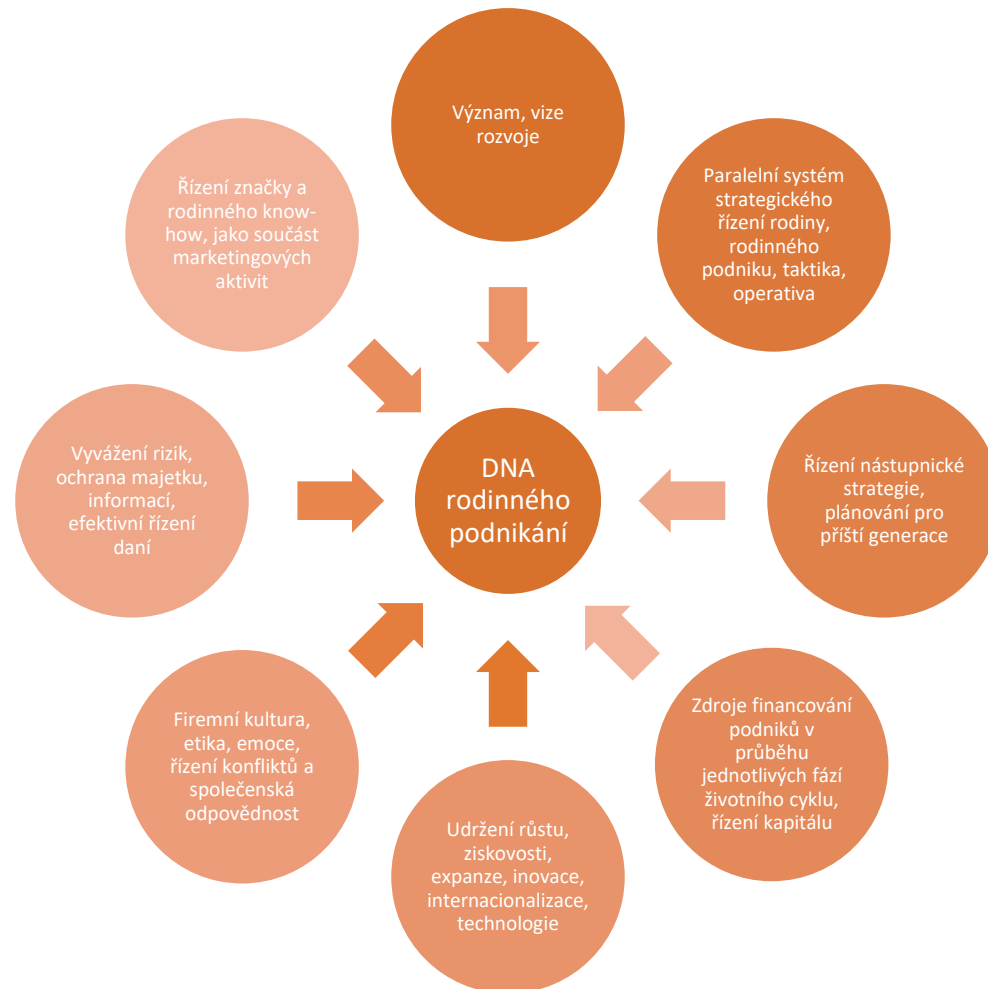 Význam, vize
rozvoje
Paralelní systém
strategického
řízení rodiny,
rodinného
podniku, taktika,
operativa
Řízení nástupnické
strategie,
plánování pro
příští generace
Zdroje financování
podniků v
průběhu
jednotlivých fází
životního cyklu,
řízení kapitálu
Udržení růstu,
ziskovosti,
expanze, inovace,
internacionalizace,
technologie
Firemní kultura,
etika, emoce,
řízení konfliktů a
společenská
odpovědnost
Vyvážení rizik,
ochrana majetku,
informací,
efektivní řízení
daní
Řízení značky a
rodinného know-
how, jako součást
marketingových
aktivit
DNA
rodinného
podnikání